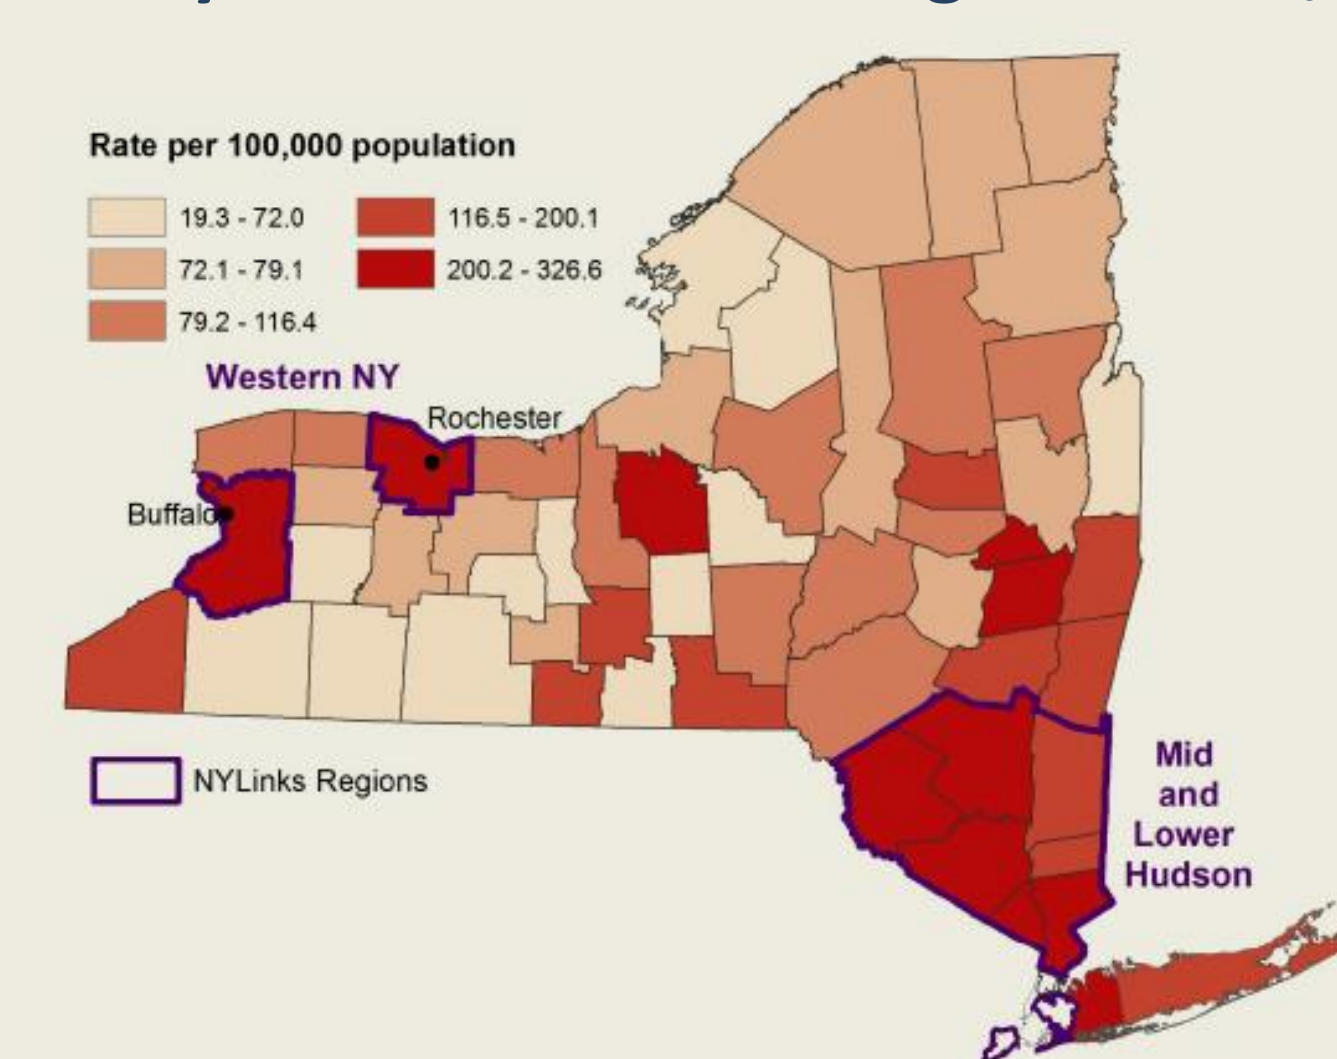 Rate per 100,000 population
19.3 - 72.0
72.1 - 79.1
79.2 - 116.4
116.5 - 200.1
200.2 - 326.6
Western NY
Rochester
Buffalo
NYLinks Regions
Mid
and
Lower
Hudson